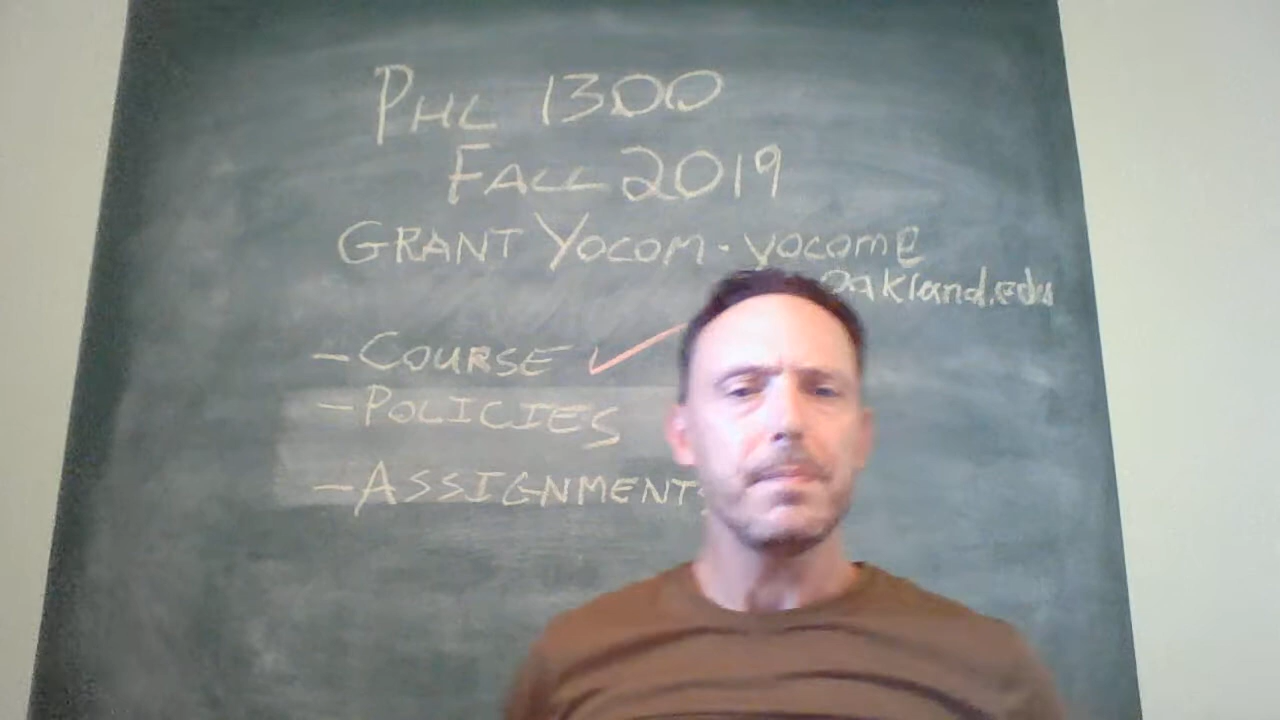 PHL 1300
FALL 2019
GRANT YOCOM - yocom@
oakland.edu
- COURSE ✓
- POLICIES
- ASSIGNMENTS